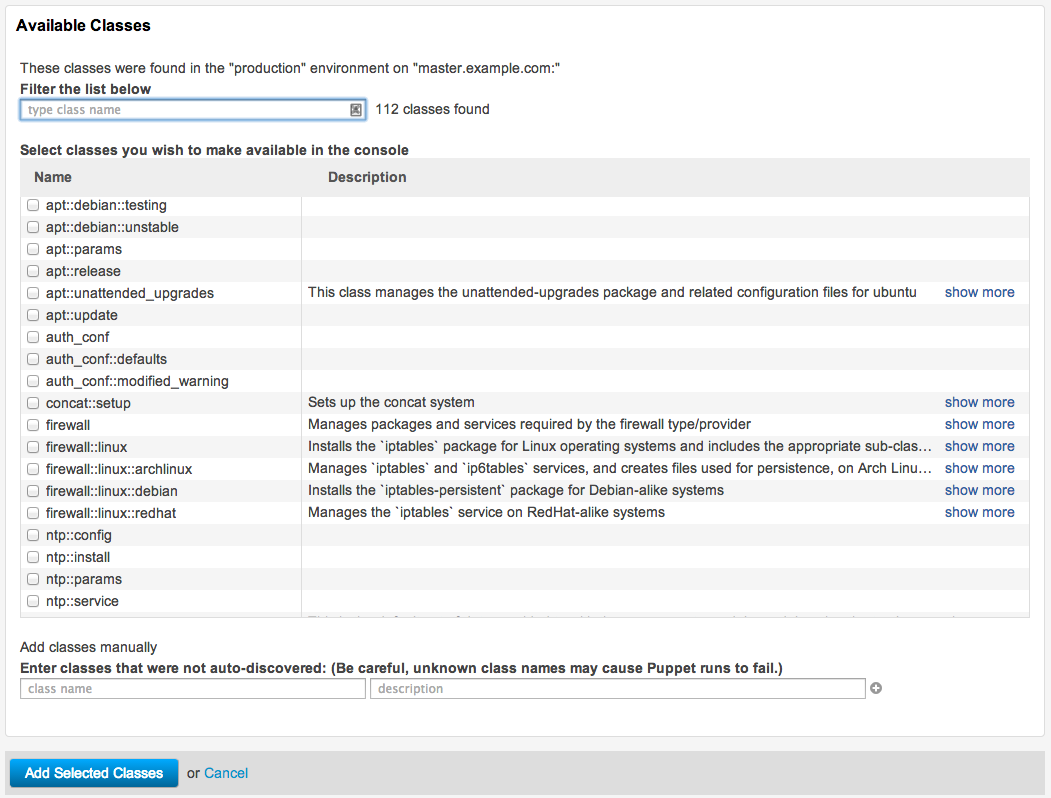 Available Classes
These classes were found in the "production" environment on "master.example.com:"
Filter the list below
type class name 112 classes found
Select classes you wish to make available in the console
Name Description
apt::debian::testing
apt::debian::unstable
apt::params
apt::release
apt::unattended_upgrades This class manages the unattended-upgrades package and related configuration files for ubuntu show more
apt::update
auth_conf
auth_conf::defaults
auth_conf::modified_warning
concat::setup Sets up the concat system show more
firewall Manages packages and services required by the firewall type/provider show more
firewall::linux Installs the `iptables` package for Linux operating systems and includes the appropriate sub-clas... show more
firewall::linux::archlinux Manages `iptables` and `ip6tables` services, and creates files used for persistence, on Arch Linu... show more
firewall::linux::debian Installs the `iptables-persistent` package for Debian-alike systems show more
firewall::linux::redhat Manages the `iptables` service on RedHat-alike systems show more
ntp::config
ntp::install
ntp::params
ntp::service
Add classes manually
Enter classes that were not auto-discovered: (Be careful, unknown class names may cause Puppet runs to fail.)
class name description
Add Selected Classes or Cancel